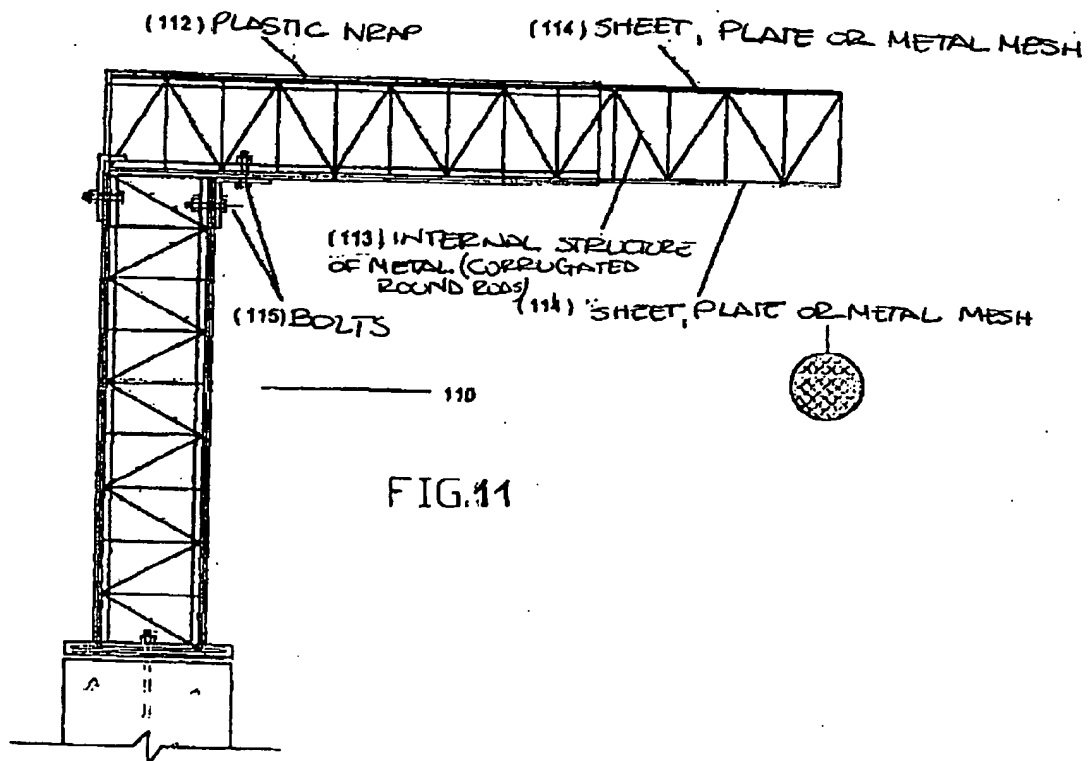 (112) PLASTIC WRAP
(114) SHEET, PLATE OR METAL MESH
(113) INTERNAL STRUCTURE
OF METAL (CORRUGATED
ROUND RODS)
(115) BOLTS
(114) SHEET, PLATE OR METAL MESH
110
FIG.11